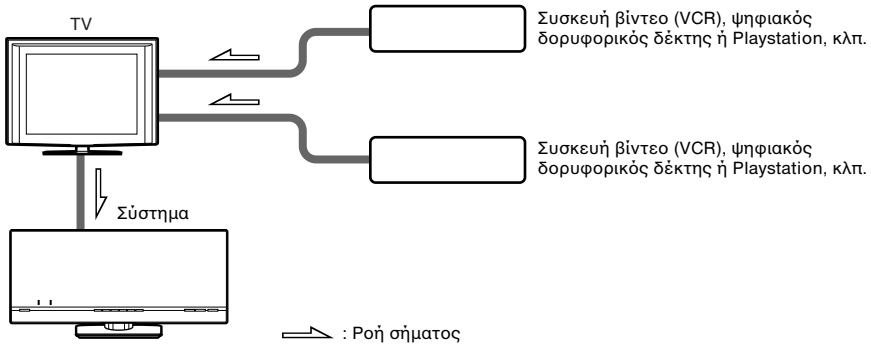 TV
Συσκευή βίντεο (VCR), ψηφιακός
δορυφορικός δέκτης ή Playstation, κλπ.
Συσκευή βίντεο (VCR), ψηφιακός
δορυφορικός δέκτης ή Playstation, κλπ.
Σύστημα
: Ροή σήματος